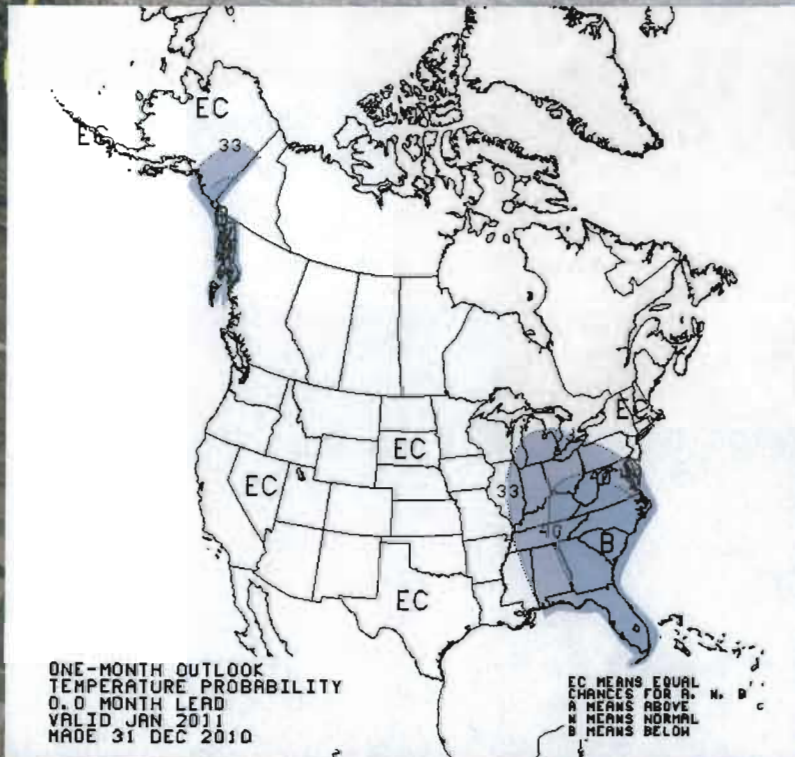 EC
EC
33
EC
EC
EC
33
40
40
B
EC
ONE-MONTH OUTLOOK
TEMPERATURE PROBABILITY
0.0 MONTH LEAD
VALID JAN 2011
MADE 31 DEC 2010
EC MEANS EQUAL
CHANCES FOR A, N, B
A MEANS ABOVE
N MEANS NORMAL
B MEANS BELOW